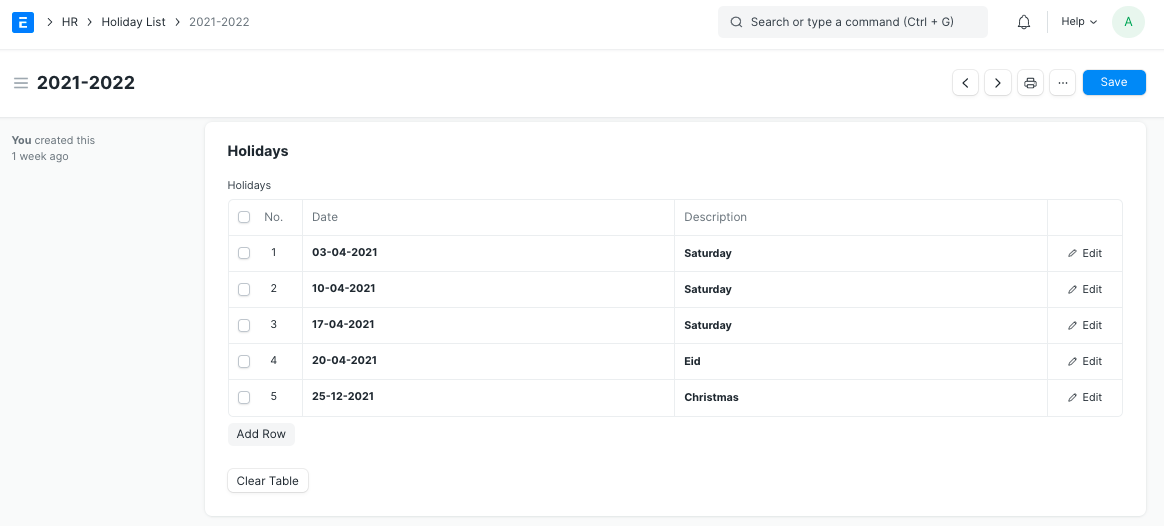 E HR Holiday List 2021-2022 Search or type a command (Ctrl + G) Help A
2021-2022 ... Save
You created this
1 week ago
Holidays
Holidays
No. Date Description
1 03-04-2021 Saturday Edit
2 10-04-2021 Saturday Edit
3 17-04-2021 Saturday Edit
4 20-04-2021 Eid Edit
5 25-12-2021 Christmas Edit
Add Row
Clear Table